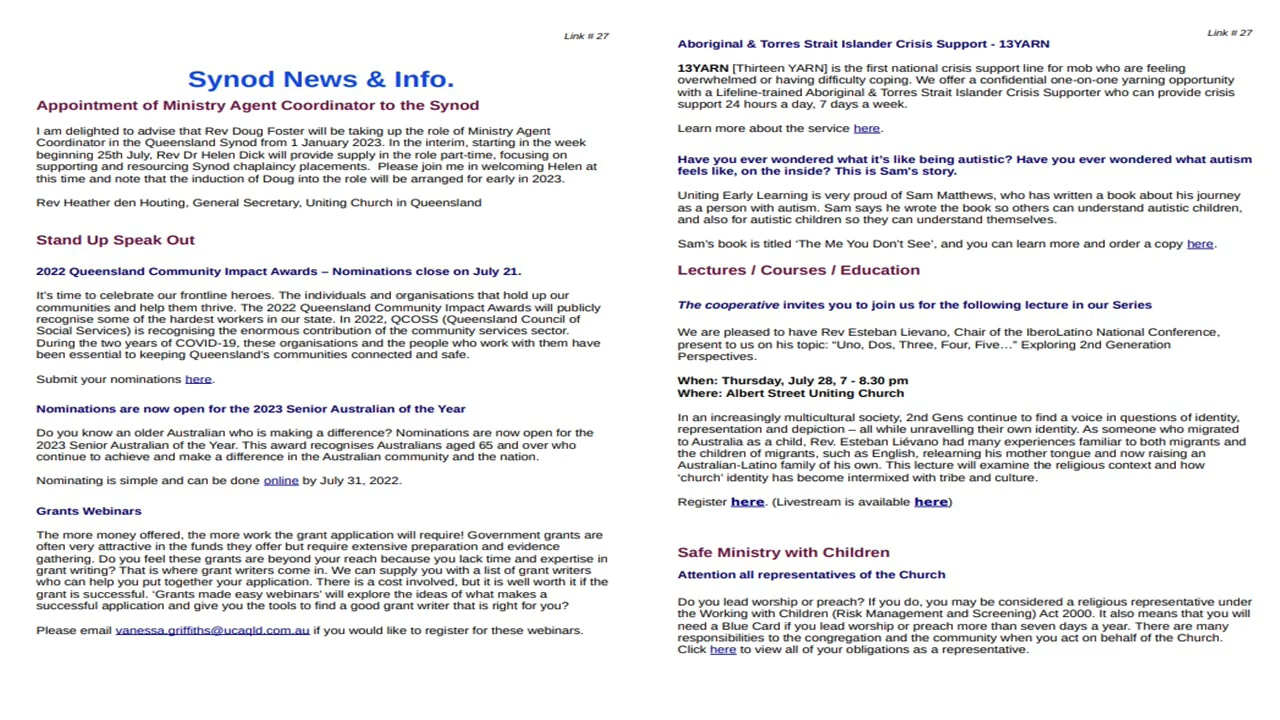 Link # 27
Synod News & Info.
Appointment of Ministry Agent Coordinator to the Synod
I am delighted to advise that Rev Doug Foster will be taking up the role of Ministry Agent
Coordinator in the Queensland Synod from 1 January 2023. In the interim, starting in the week
beginning 25th July, Rev Dr Helen Dick will provide supply in the role part-time, focusing on
supporting and resourcing Synod chaplaincy placements.  Please join me in welcoming Helen at
this time and note that the induction of Doug into the role will be arranged for early in 2023.
Rev Heather den Houting, General Secretary, Uniting Church in Queensland
Stand Up Speak Out
2022 Queensland Community Impact Awards – Nominations close on July 21.
It's time to celebrate our frontline heroes. The individuals and organisations that hold up our
communities and help them thrive. The 2022 Queensland Community Impact Awards will publicly
recognise some of the hardest workers in our state. In 2022, QCOSS (Queensland Council of
Social Services) is recognising the enormous contribution of the community services sector.
During the two years of COVID-19, these organisations and the people who work with them have
been essential to keeping Queensland's communities connected and safe.
Submit your nominations here.
Nominations are now open for the 2023 Senior Australian of the Year
Do you know an older Australian who is making a difference? Nominations are now open for the
2023 Senior Australian of the Year. This award recognises Australians aged 65 and over who
continue to achieve and make a difference in the Australian community and the nation.
Nominating is simple and can be done online by July 31, 2022.
Grants Webinars
The more money offered, the more work the grant application will require! Government grants are
often very attractive in the funds they offer but require extensive preparation and evidence
gathering. Do you feel these grants are beyond your reach because you lack time and expertise in
grant writing? That is where grant writers come in. We can supply you with a list of grant writers
who can help you put together your application. There is a cost involved, but it is well worth it if the
grant is successful. 'Grants made easy webinars' will explore the ideas of what makes a
successful application and give you the tools to find a good grant writer that is right for you?
Please email vanessa.griffiths@ucaqld.com.au if you would like to register for these webinars.
Link # 27
Aboriginal & Torres Strait Islander Crisis Support - 13YARN
13YARN [Thirteen YARN] is the first national crisis support line for mob who are feeling
overwhelmed or having difficulty coping. We offer a confidential one-on-one yarning opportunity
with a Lifeline-trained Aboriginal & Torres Strait Islander Crisis Supporter who can provide crisis
support 24 hours a day, 7 days a week.
Learn more about the service here.
Have you ever wondered what it's like being autistic? Have you ever wondered what autism
feels like, on the inside? This is Sam's story.
Uniting Early Learning is very proud of Sam Matthews, who has written a book about his journey
as a person with autism. Sam says he wrote the book so others can understand autistic children,
and also for autistic children so they can understand themselves.
Sam's book is titled 'The Me You Don't See', and you can learn more and order a copy here.
Lectures / Courses / Education
The cooperative invites you to join us for the following lecture in our Series
We are pleased to have Rev Esteban Lievano, Chair of the IberoLatino National Conference,
present to us on his topic: “Uno, Dos, Three, Four, Five…” Exploring 2nd Generation
Perspectives.
When: Thursday, July 28, 7 - 8.30 pm
Where: Albert Street Uniting Church
In an increasingly multicultural society, 2nd Gens continue to find a voice in questions of identity,
representation and depiction – all while unravelling their own identity. As someone who migrated
to Australia as a child, Rev. Esteban Liévano had many experiences familiar to both migrants and
the children of migrants, such as English, relearning his mother tongue and now raising an
Australian-Latino family of his own. This lecture will examine the religious context and how
'church' identity has become intermixed with tribe and culture.
Register here. (Livestream is available here)
Safe Ministry with Children
Attention all representatives of the Church
Do you lead worship or preach? If you do, you may be considered a religious representative under
the Working with Children (Risk Management and Screening) Act 2000. It also means that you will
need a Blue Card if you lead worship or preach more than seven days a year. There are many
responsibilities to the congregation and the community when you act on behalf of the Church.
Click here to view all of your obligations as a representative.